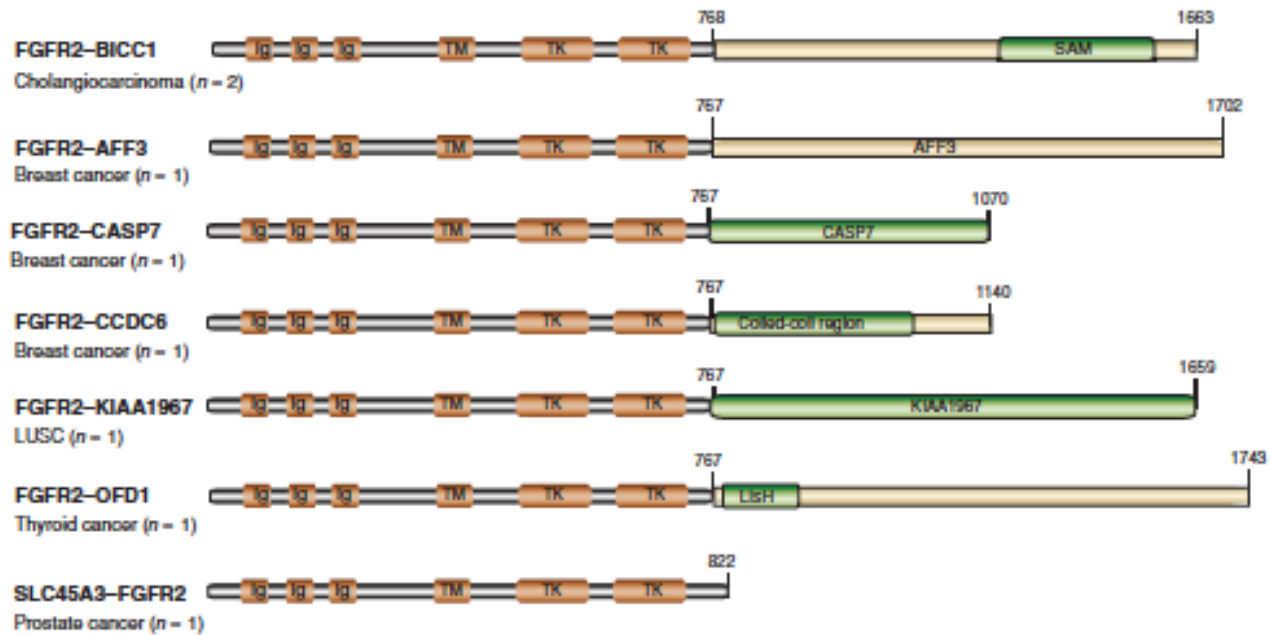 768 1663
FGFR2–BICC1 Ig Ig Ig TM TK TK SAM
Cholangiocarcinoma (n = 2)
767 1702
FGFR2–AFF3 Ig Ig Ig TM TK TK AFF3
Breast cancer (n = 1)
767 1070
FGFR2–CASP7 Ig Ig Ig TM TK TK CASP7
Breast cancer (n = 1)
767 1140
FGFR2–CCDC6 Ig Ig Ig TM TK TK Coiled-coil region
Breast cancer (n = 1)
767 1659
FGFR2–KIAA1967 Ig Ig Ig TM TK TK KIAA1967
LUSC (n = 1)
767 1743
FGFR2–OFD1 Ig Ig Ig TM TK TK LisH
Thyroid cancer (n = 1)
822
SLC45A3–FGFR2 Ig Ig Ig TM TK TK
Prostate cancer (n = 1)